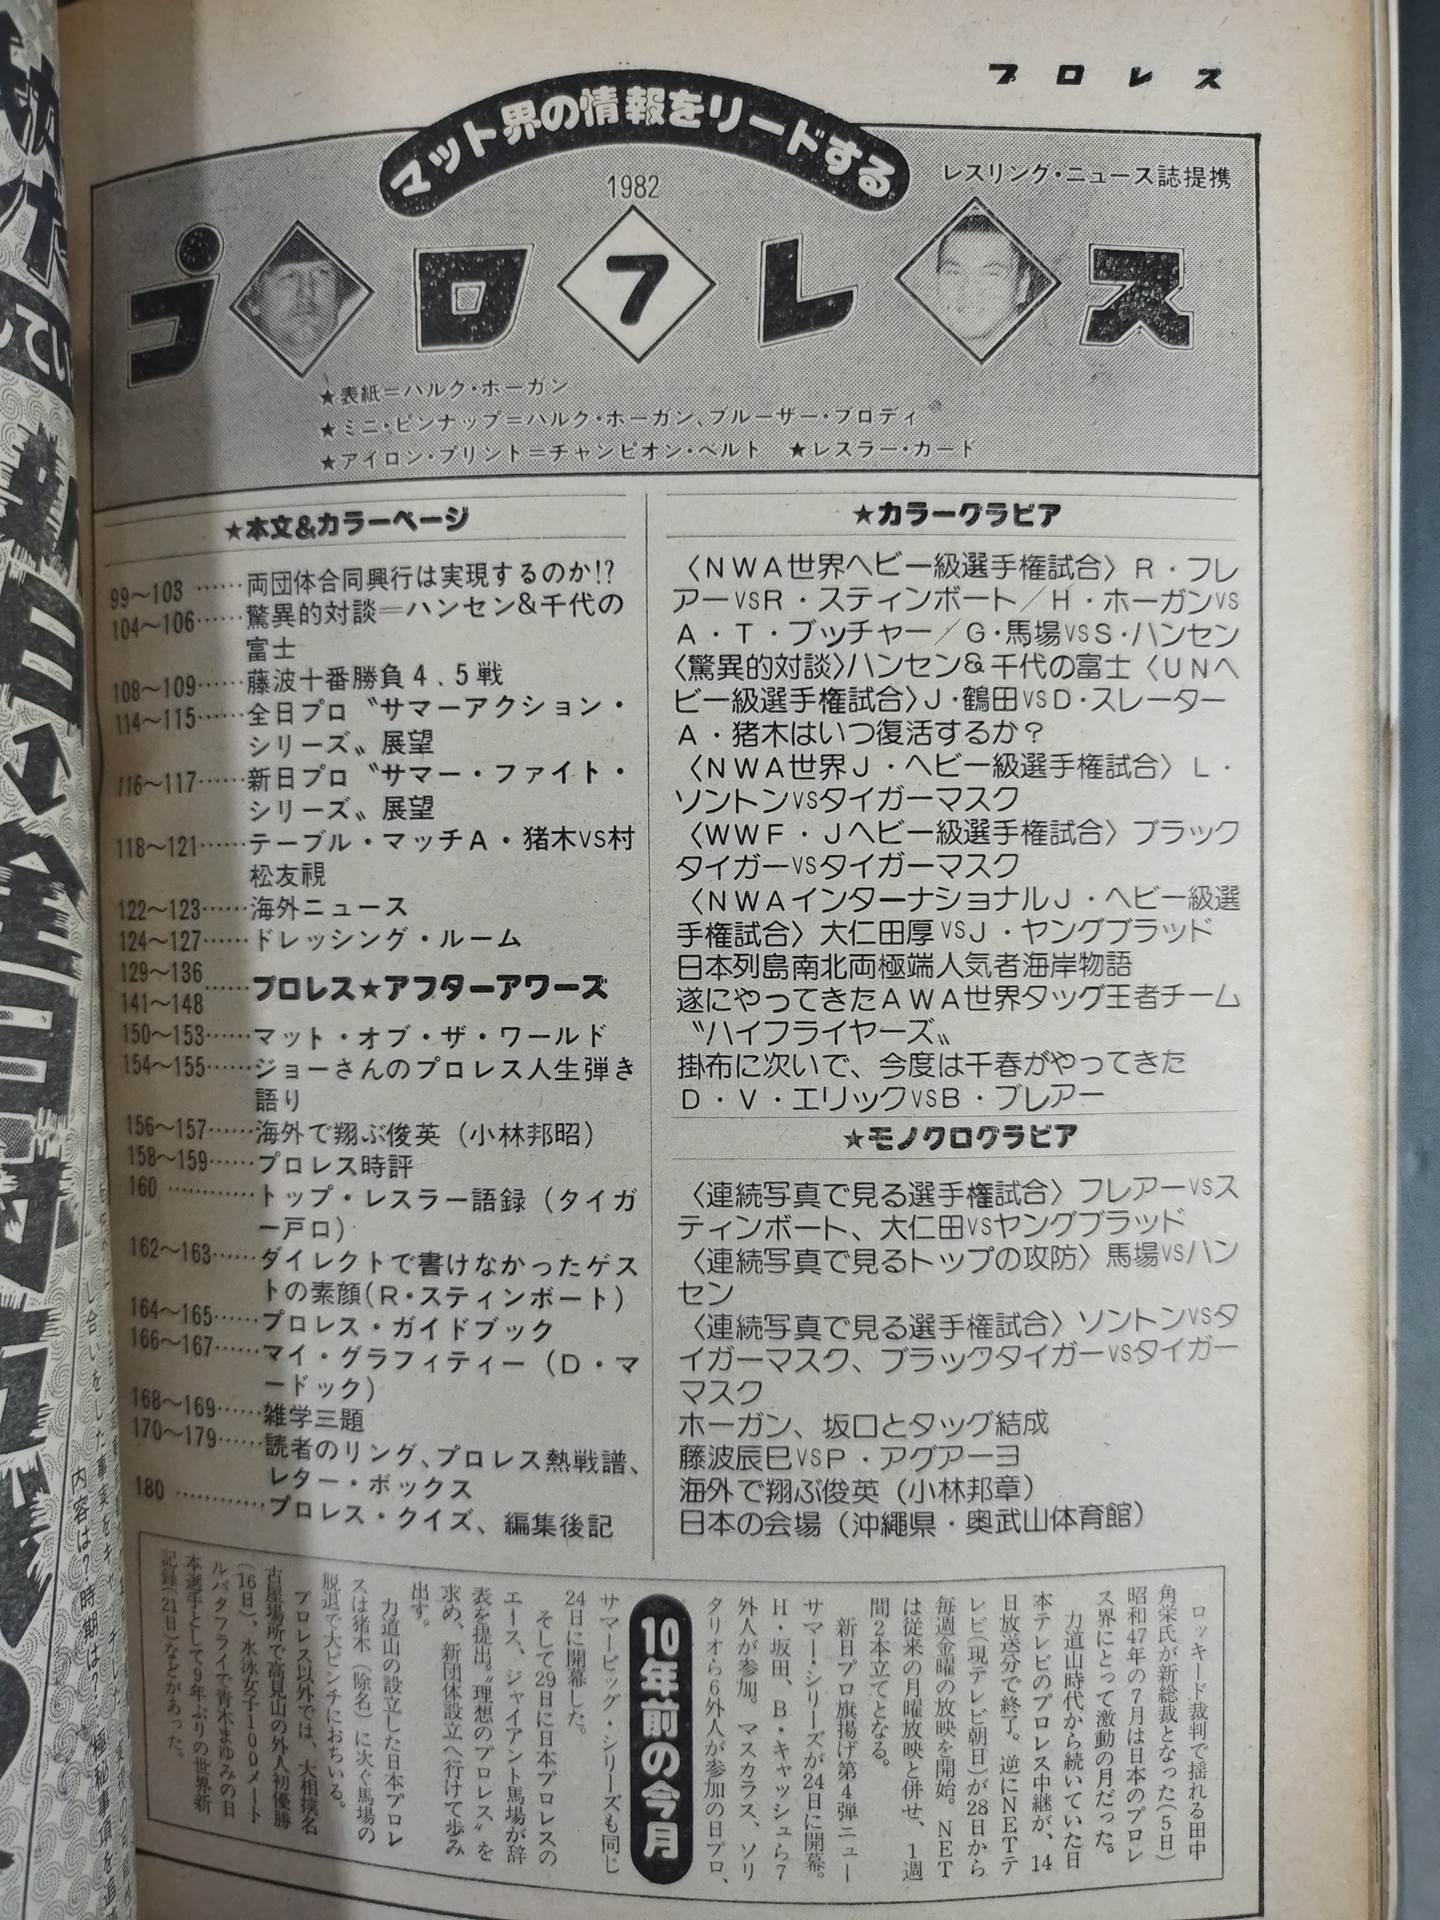 プロレス
マット界の情報をリードする
レスリング・ニュース誌提携
1982
プロ7レス
★表紙＝ハルク・ホーガン
★ミニ・ピンナップ＝ハルク・ホーガン、ブルーザー・ブロディ
★アイロン・プリント＝チャンピオン・ベルト　★レスラー・カード
★本文&カラーページ
99〜103……両団体合同興行は実現するのか!?
104〜106……驚異的対談＝ハンセン&千代の
富士
108〜109……藤波十番勝負4、5戦
114〜115……全日プロ〝サマーアクション・
シリーズ〟展望
116〜117……新日プロ〝サマー・ファイト・
シリーズ〟展望
118〜121……テーブル・マッチA・猪木VS村
松友視
122〜123……海外ニュース
124〜127……ドレッシング・ルーム
129〜136
141〜148……プロレス★アフターアワーズ
150〜153……マット・オブ・ザ・ワールド
154〜155……ジョーさんのプロレス人生弾き
語り
156〜157……海外で翔ぶ俊英（小林邦昭）
158〜159……プロレス時評
160…………トップ・レスラー語録（タイガ
ー戸口）
162〜163……ダイレクトで書けなかったゲス
トの素顔（R・スティンボート）
164〜165……プロレス・ガイドブック
166〜167……マイ・グラフィティー（D・マ
ードック）
168〜169……雑学三題
170〜179……読者のリング、プロレス熱戦譜、
レター・ボックス
180…………プロレス・クイズ、編集後記
★カラーグラビア
〈NWA世界ヘビー級選手権試合〉R・フレ
アーVSR・スティンボート／H・ホーガンVS
A・T・ブッチャー／G・馬場VSS・ハンセン
〈驚異的対談〉ハンセン&千代の富士〈UNヘ
ビー級選手権試合〉J・鶴田VSD・スレーター
A・猪木はいつ復活するか？
〈NWA世界J・ヘビー級選手権試合〉L・
ソントンVSタイガーマスク
〈WWF・Jヘビー級選手権試合〉ブラック
タイガーVSタイガーマスク
〈NWAインターナショナルJ・ヘビー級選
手権試合〉大仁田厚VSJ・ヤングブラッド
日本列島南北両極端人気者海岸物語
遂にやってきたAWA世界タッグ王者チーム
〝ハイフライヤーズ〟
掛布に次いで、今度は千春がやってきた
D・V・エリックVSB・ブレアー
★モノクログラビア
〈連続写真で見る選手権試合〉フレアーVSス
ティンボート、大仁田VSヤングブラッド
〈連続写真で見るトップの攻防〉馬場VSハン
セン
〈連続写真で見る選手権試合〉ソントンVSタ
イガーマスク、ブラックタイガーVSタイガー
マスク
ホーガン、坂口とタッグ結成
藤波辰巳VSP・アグアーヨ
海外で翔ぶ俊英（小林邦章）
日本の会場（沖縄県・奥武山体育館）
ロッキード裁判で揺れる田中
角栄氏が新総裁となった（5日）
昭和47年の7月は日本のプロレ
ス界にとって激動の月だった。
力道山時代から続いていた日
本テレビのプロレス中継が、14
日放送分で終了。逆にNETテ
レビ（現テレビ朝日）が28日から
毎週金曜の放映を開始。NET
は従来の月曜放映と併せ、1週
間2本立てとなる。
新日プロ旗揚げ第4弾ニュー
サマー・シリーズが24日に開幕。
H・坂田、B・キャッシュら7
外人が参加。マスカラス、ソリ
タリオら6外人が参加の日プロ、
10年前の今月
サマービッグ・シリーズも同じ
24日に開幕した。
そして29日に日本プロレスの
エース、ジャイアント馬場が辞
表を提出。〝理想のプロレス〟を
求め、新団体設立へ行けて歩み
出す。
力道山の設立した日本プロレ
スは猪木（除名）に次ぐ馬場の
脱退で大ピンチにおちいる。
プロレス以外では、大相撲名
古屋場所で高見山の外人初優勝
（16日）、水泳女子100メート
ルバタフライで青木まゆみの日
本選手として9年ぶりの世界新
記録（21日）などがあった。
内容は？時期は？